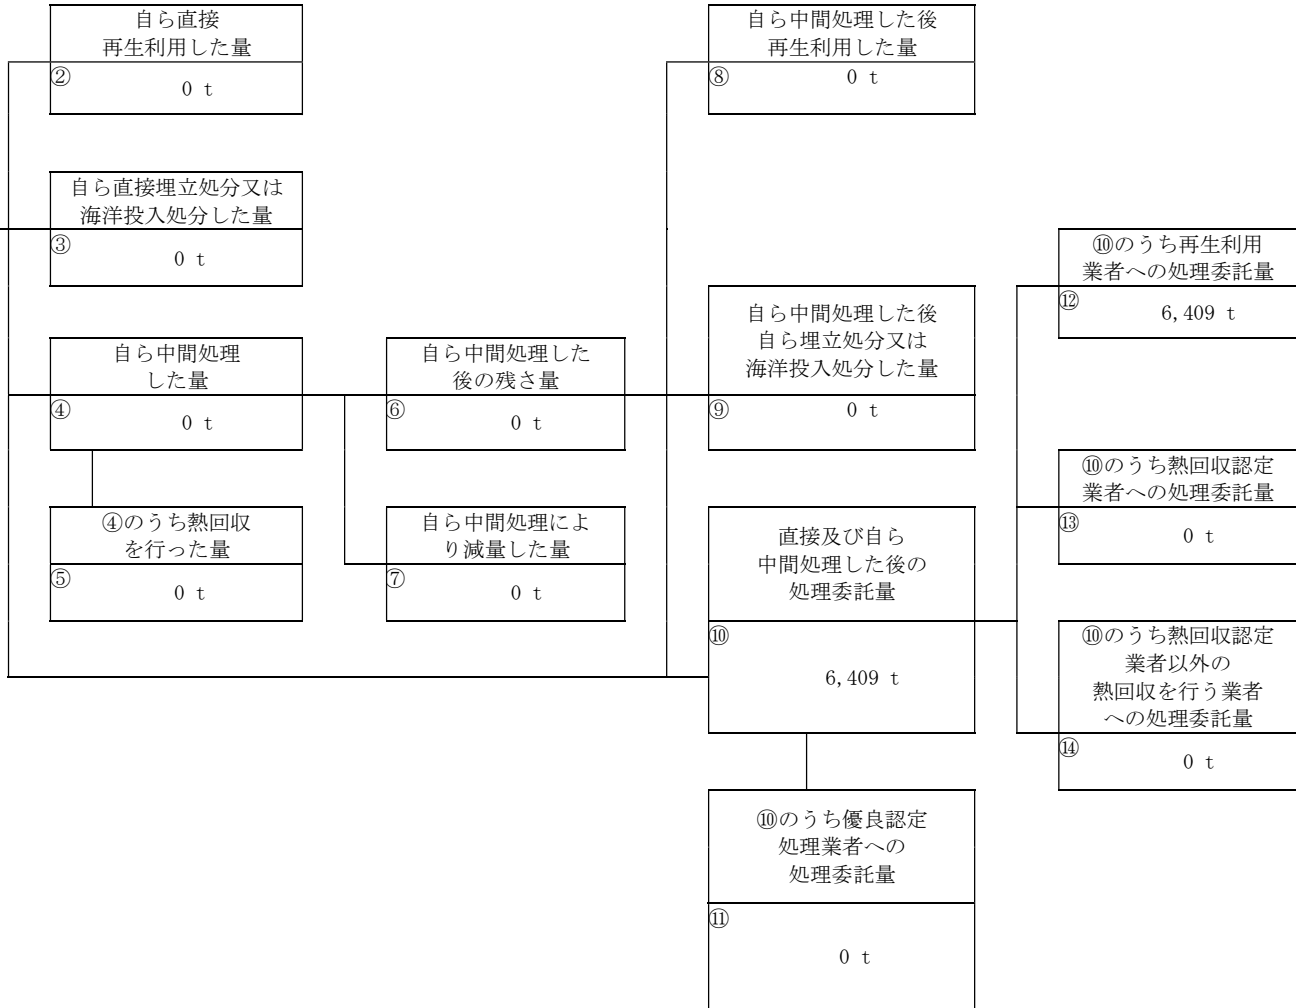 自ら直接
再生利用した量
②
0 t
自ら直接埋立処分又は
海洋投入処分した量
③
0 t
自ら中間処理
した量
④
0 t
④のうち熱回収
を行った量
⑤
0 t
自ら中間処理した
後の残さ量
⑥
0 t
自ら中間処理によ
り減量した量
⑦
0 t
自ら中間処理した後
再生利用した量
⑧
0 t
自ら中間処理した後
自ら埋立処分又は
海洋投入処分した量
⑨
0 t
直接及び自ら
中間処理した後の
処理委託量
⑩
6,409 t
⑩のうち優良認定
処理業者への
処理委託量
⑪
0 t
⑩のうち再生利用
業者への処理委託量
⑫
6,409 t
⑩のうち熱回収認定
業者への処理委託量
⑬
0 t
⑩のうち熱回収認定
業者以外の
熱回収を行う業者
への処理委託量
⑭
0 t